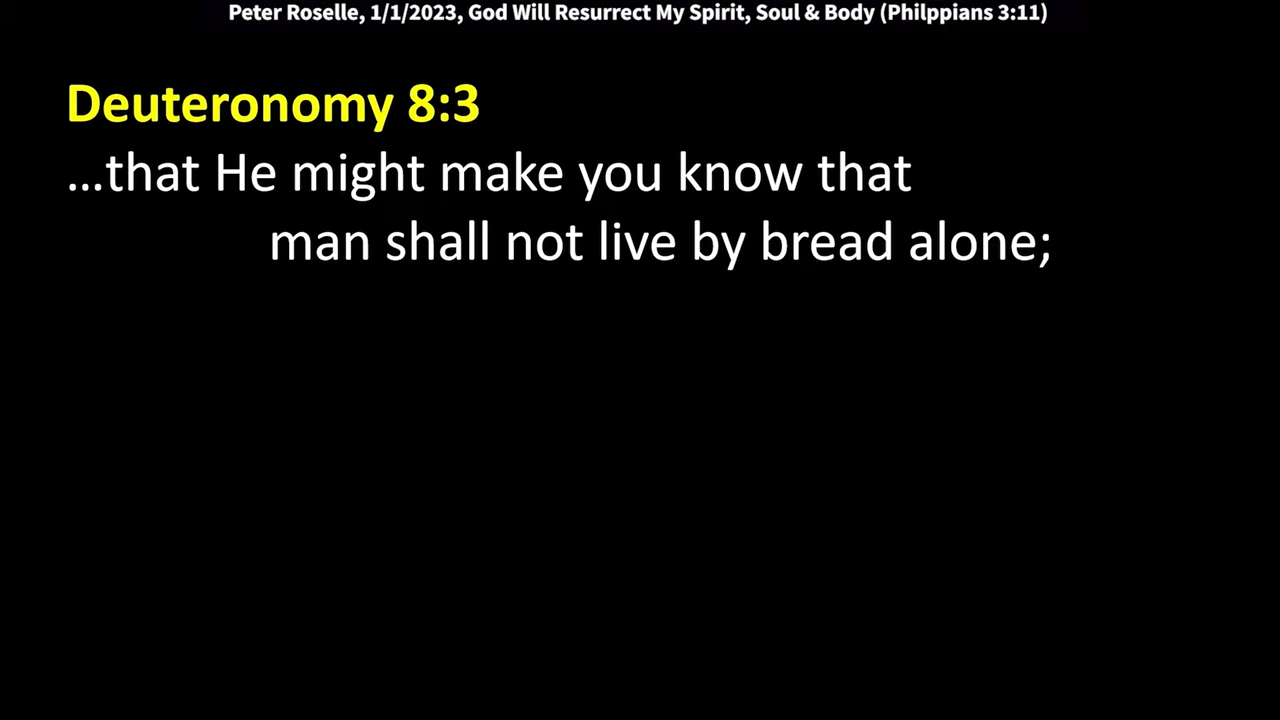 Peter Roselle, 1/1/2023, God Will Resurrect My Spirit, Soul & Body (Philppians 3:11)
Deuteronomy 8:3
...that He might make you know that
man shall not live by bread alone;